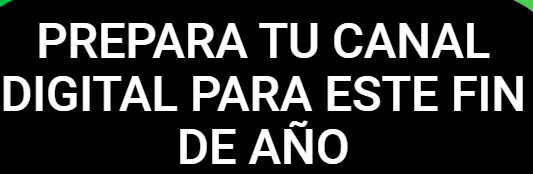 PREPARA TU CANAL
DIGITAL PARA ESTE FIN
DE AÑO